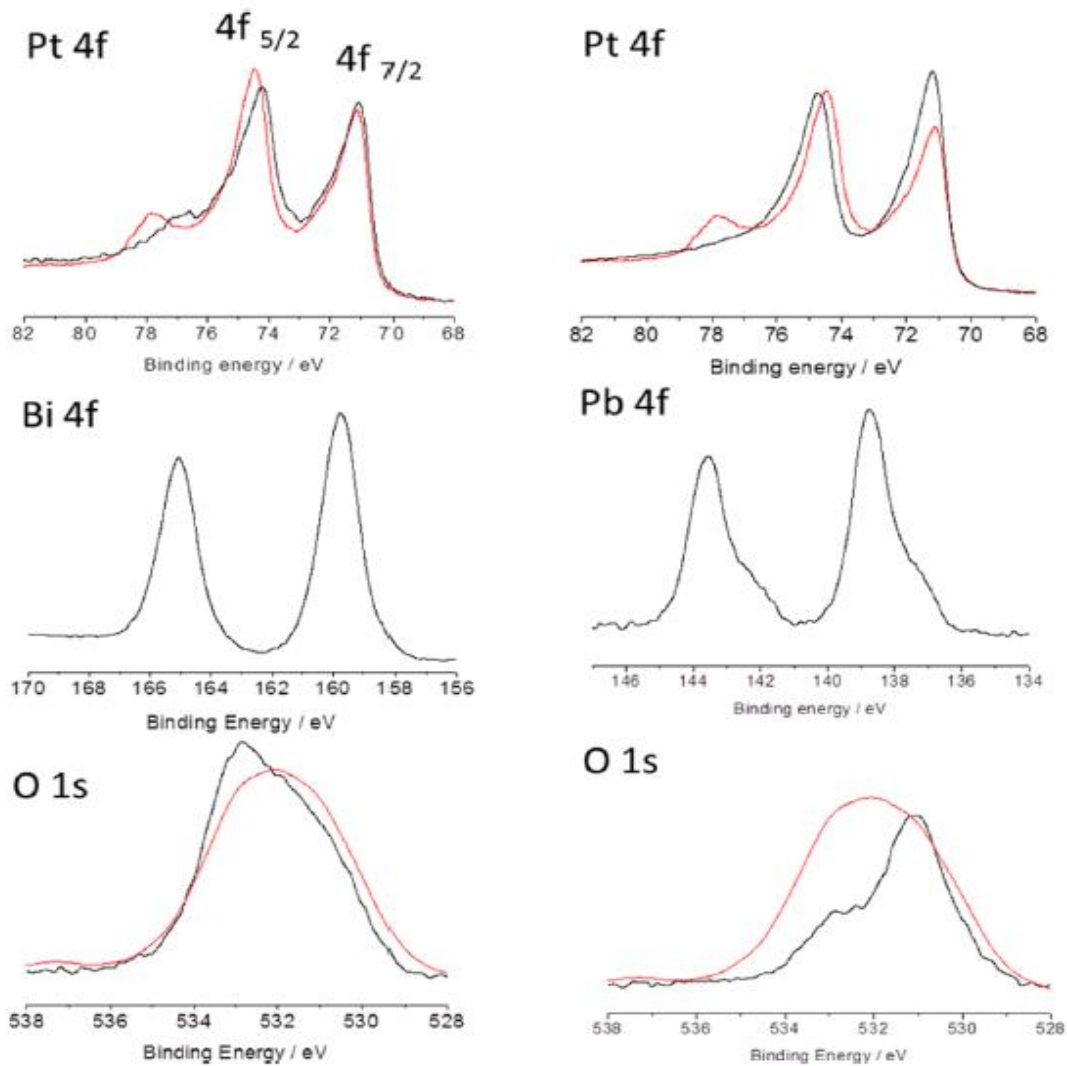 Pt 4f
4f 5/2
4f 7/2
82 80 78 76 74 72 70 68
Binding energy / eV
Pt 4f
82 80 78 76 74 72 70 68
Binding energy / eV
Bi 4f
170 168 166 164 162 160 158 156
Binding Energy / eV
Pb 4f
146 144 142 140 138 136 134
Binding energy / eV
O 1s
538 536 534 532 530 528
Binding Energy / eV
O 1s
538 536 534 532 530 528
Binding Energy / eV